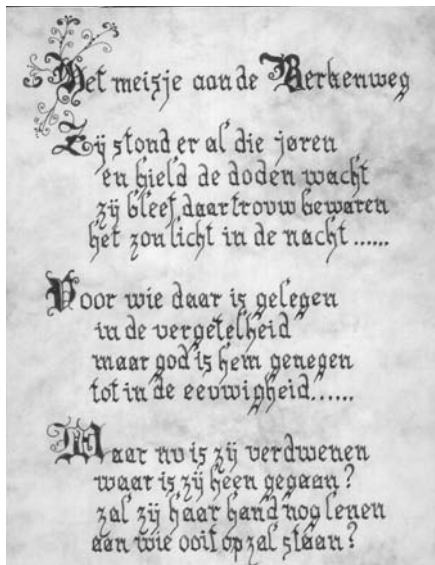 Het meisje aan de Berkenweg
Zij stond er al die jaren
en hield de doden wacht
zij bleef daar trouw bewaren
het zonlicht in de nacht ......
Voor wie daar is gelegen
in de vergetelheid
maar god is hem genegen
tot in de eeuwigheid ......
Maar nu is zij verdwenen
waar is zij heen gegaan?
zal zij haar hand nog lenen
aan wie ooit op zal staan?